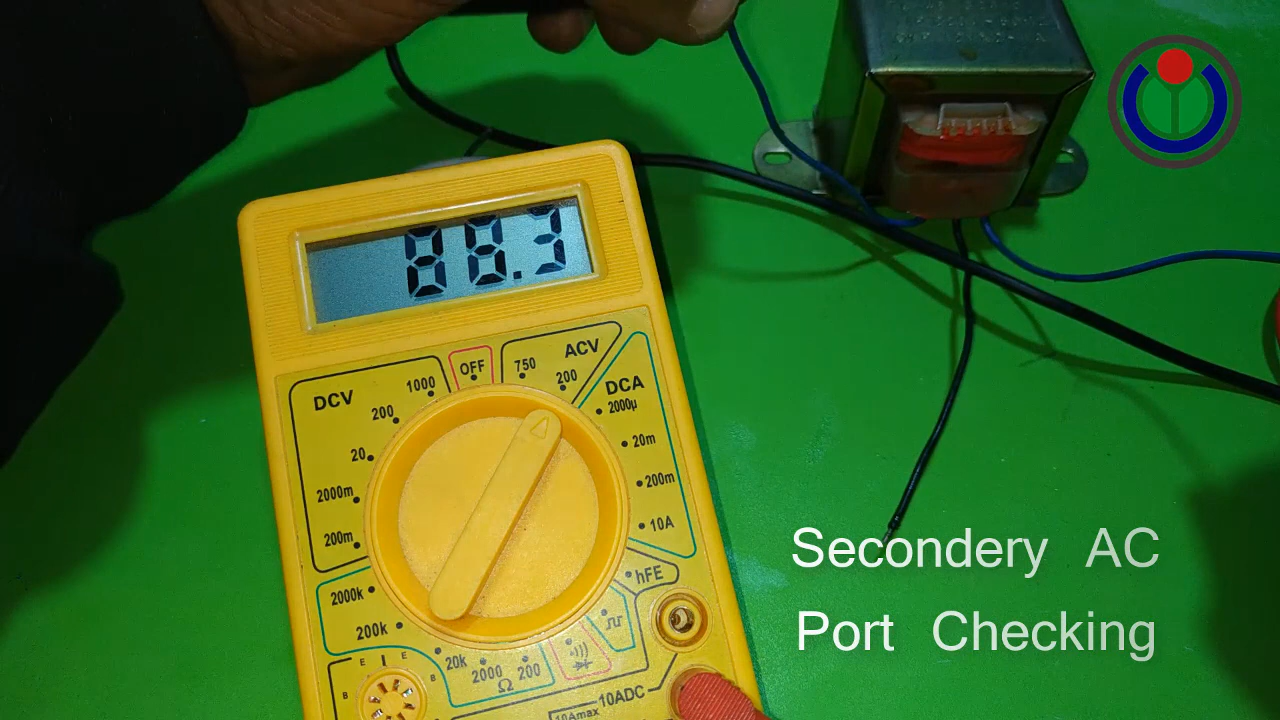 88.3
OFF
750
ACV
200
DCV
1000
200
20
2000m
200m
DCA
2000µ
20m
200m
10A
hFE
2000k
200k
20k
2000
200
Ω
E
E
B
B
10ADC
10Amax
Secondery AC
Port Checking